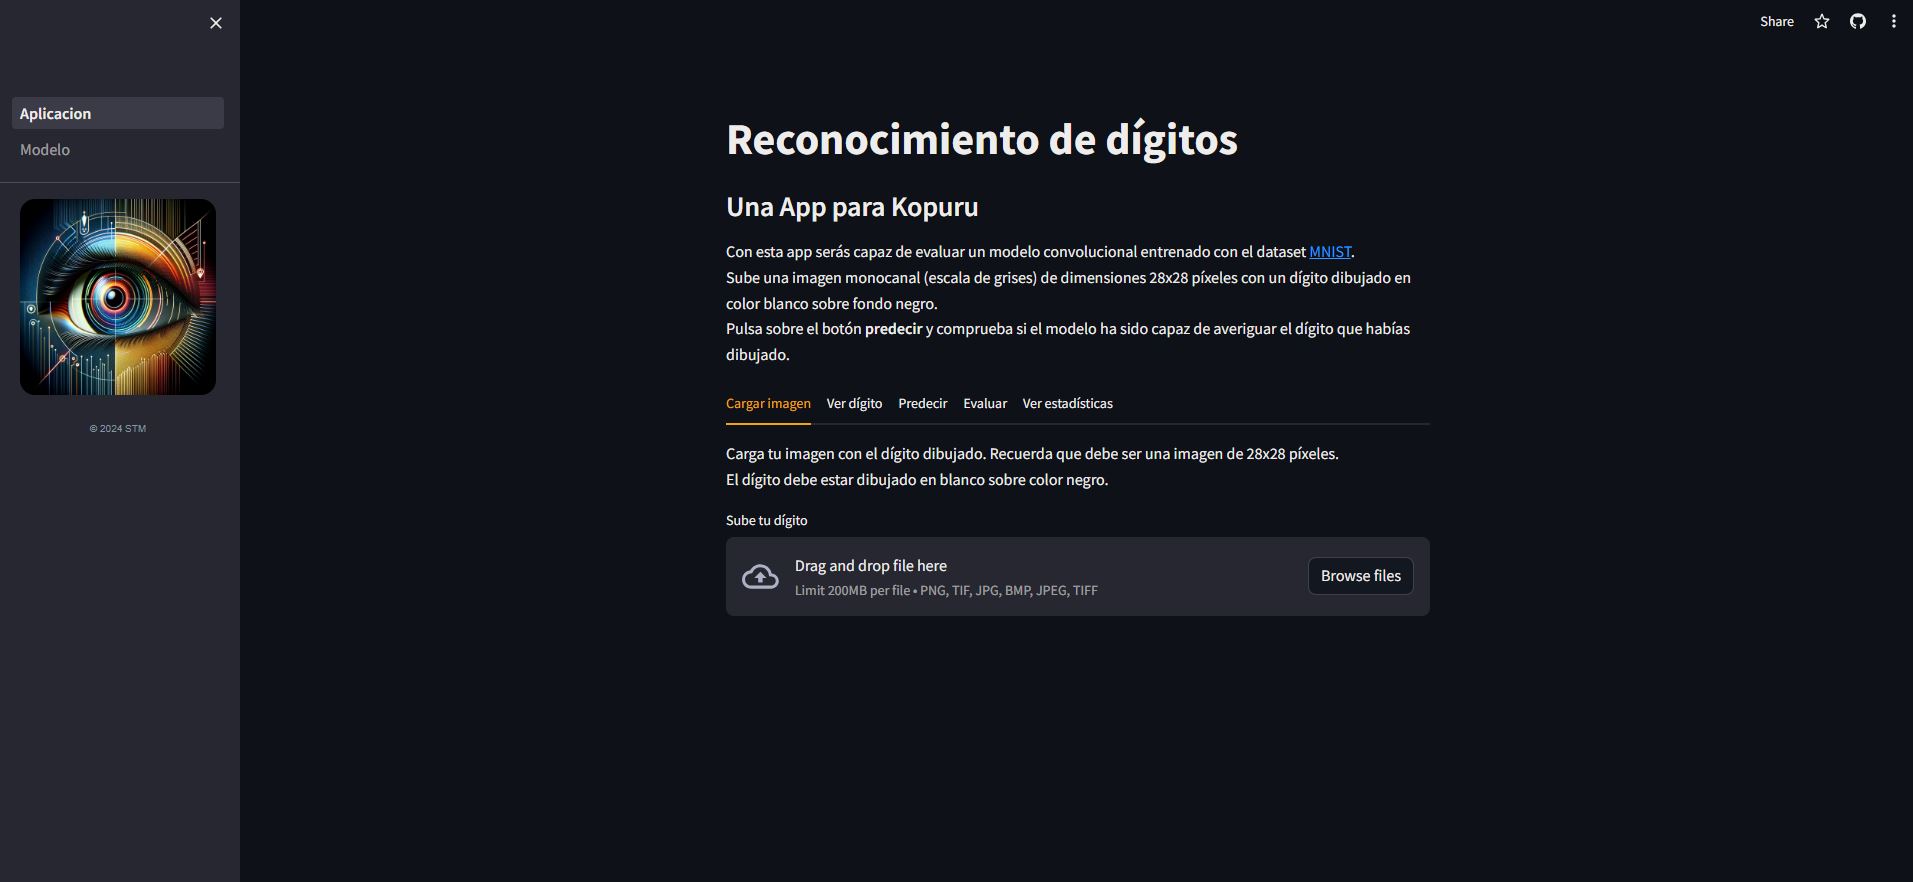 Share
Aplicacion
Modelo
© 2024 STM
Reconocimiento de dígitos
Una App para Kopuru
Con esta app serás capaz de evaluar un modelo convolucional entrenado con el dataset MNIST.
Sube una imagen monocanal (escala de grises) de dimensiones 28x28 píxeles con un dígito dibujado en
color blanco sobre fondo negro.
Pulsa sobre el botón predecir y comprueba si el modelo ha sido capaz de averiguar el dígito que habías
dibujado.
Cargar imagen Ver dígito Predecir Evaluar Ver estadísticas
Carga tu imagen con el dígito dibujado. Recuerda que debe ser una imagen de 28x28 píxeles.
El dígito debe estar dibujado en blanco sobre color negro.
Sube tu dígito
Drag and drop file here
Limit 200MB per file • PNG, TIF, JPG, BMP, JPEG, TIFF
Browse files